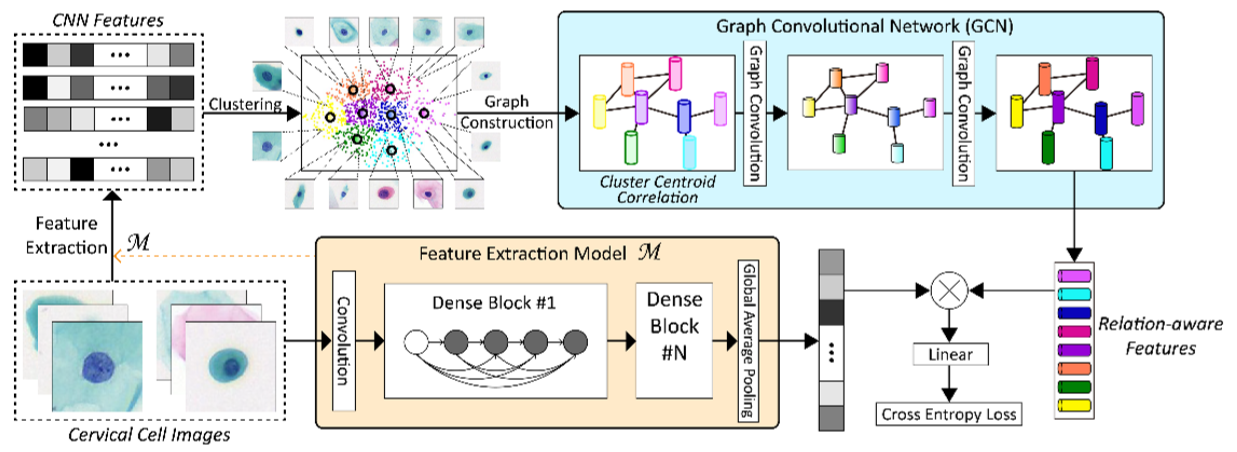 CNN Features
...
...
...
...
...
Clustering
Graph
Construction
Graph Convolutional Network (GCN)
Cluster Centroid
Correlation
Graph Convolution
Graph Convolution
Feature
Extraction
ℳ
Cervical Cell Images
Feature Extraction Model ℳ
Convolution
Dense Block #1
Dense
Block
#N
Global Average Pooling
...
Linear
Cross Entropy Loss
Relation-aware
Features